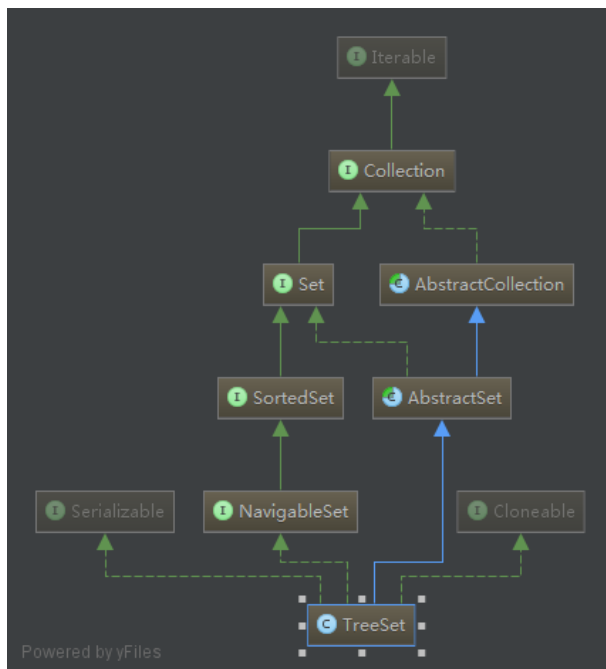 I Iterable
I Collection
I Set
C AbstractCollection
I SortedSet
C AbstractSet
I Serializable
I NavigableSet
I Cloneable
C TreeSet
Powered by yFiles